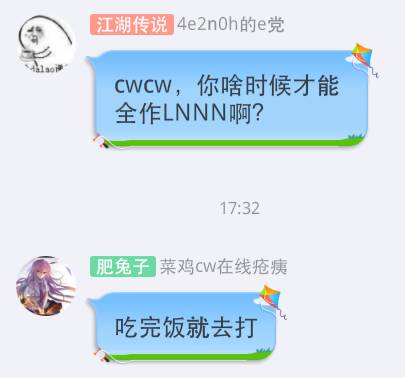 江湖传说 4e2n0h的e党
cwcw，你啥时候才能
全作LNNN啊？
17:32
肥兔子 菜鸡cw在线疮痍
吃完饭就去打